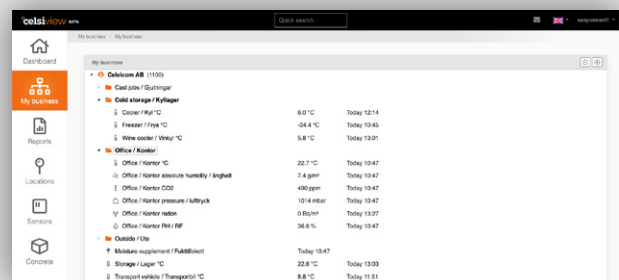 celsiview BETA
Quick search
easyconnect1
My business › My business
Dashboard
My business
Reports
Locations
Sensors
Concrete
My business
Celsicom AB (1100)
Cast jobs / Gjutningar
Cold storage / Kyllager
Cooler / Kyl °C 6.0 °C Today 12:14
Freezer / Frys °C -24.4 °C Today 10:45
Wine cooler / Vinkyl °C 5.8 °C Today 13:01
Office / Kontor
Office / Kontor °C 22.7 °C Today 10:47
Office / Kontor absolute humidity / ånghalt 7.4 g/m³ Today 10:47
Office / Kontor CO2 490 ppm Today 10:47
Office / Kontor pressure / lufttryck 1014 mbar Today 10:47
Office / Kontor radon 0 Bq/m³ Today 13:27
Office / Kontor RH / RF 36.6 % Today 10:47
Outside / Ute
Moisture supplement / Fukttillskott Today 10:47
Storage / Lager °C 22.6 °C Today 13:03
Transport vehicle / Transportbil °C 8.8 °C Today 11:51